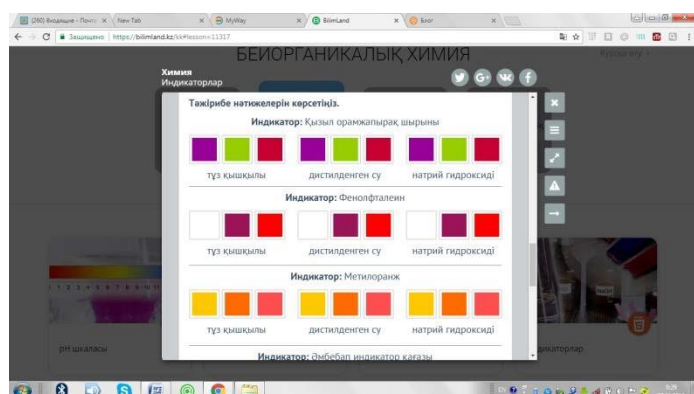 (260) Входящие - Почта
New Tab
MyWay
BilimLand
Блог
Защищено | https://bilimland.kz/kk#lesson=11317
БЕЙОРГАНИКАЛЫҚ ХИМИЯ
Химия
Индикаторлар
Тәжірибе нәтижелерін көрсетіңіз.
Индикатор: Қызыл орамжапырақ шырыны
тұз қышқылы дистилденген су натрий гидроксиді
Индикатор: Фенолфталеин
тұз қышқылы дистилденген су натрий гидроксиді
Индикатор: Метилоранж
тұз қышқылы дистилденген су натрий гидроксиді
Индикатор: Әмбебап индикатор қағазы
pH шкаласы